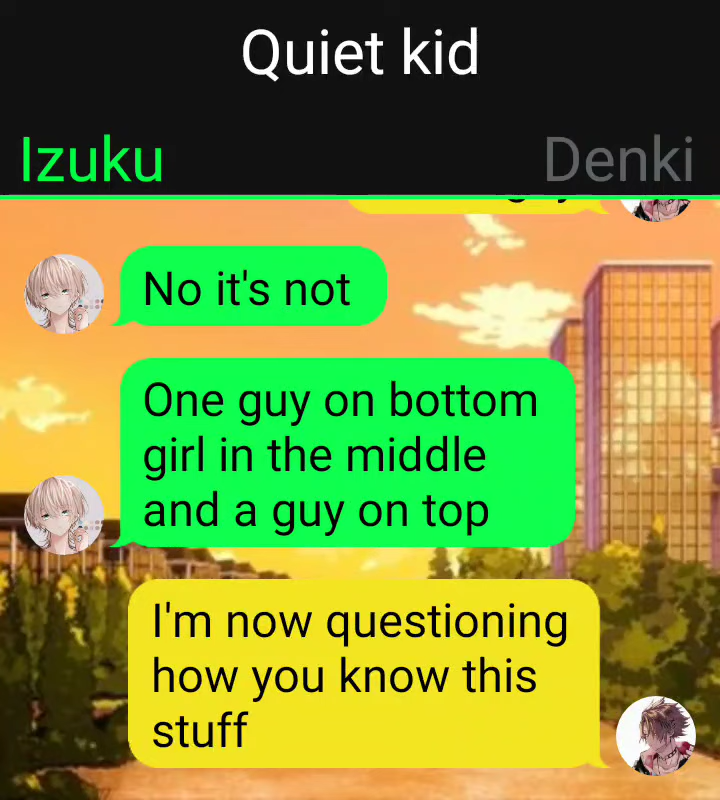 Quiet kid
Izuku
Denki
No it's not
One guy on bottom
girl in the middle
and a guy on top
I'm now questioning
how you know this
stuff